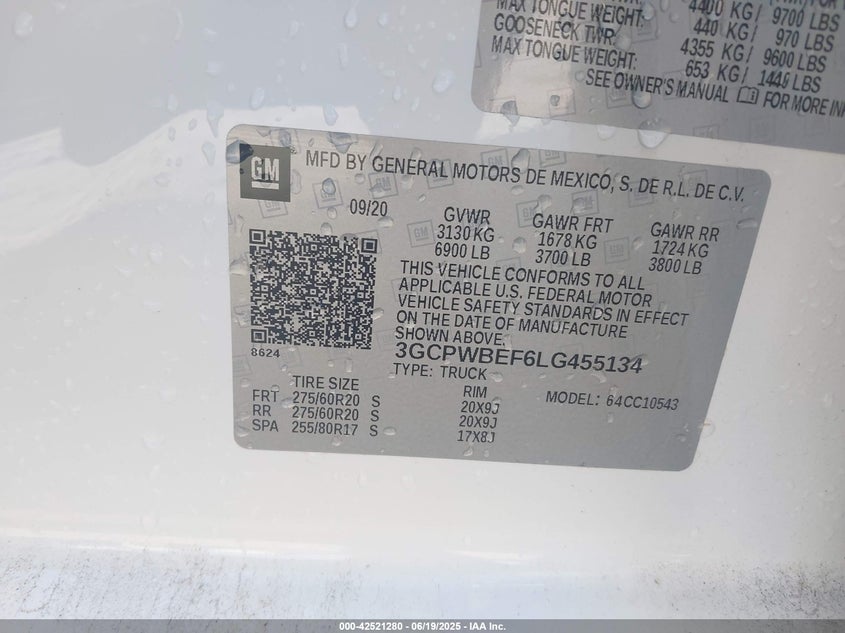 MAX TONGUE WEIGHT: 4400 KG/ 9700 LBS
440 KG/ 970 LBS
GOOSENECK TWR: 4355 KG/ 9600 LBS
MAX TONGUE WEIGHT: 653 KG/ 1440 LBS
SEE OWNER'S MANUAL FOR MORE
GM
MFD BY GENERAL MOTORS DE MEXICO, S. DE R.L. DE C.V.
09/20 GVWR GAWR FRT GAWR RR
3130 KG 1678 KG 1724 KG
6900 LB 3700 LB 3800 LB
THIS VEHICLE CONFORMS TO ALL
APPLICABLE U.S. FEDERAL MOTOR
VEHICLE SAFETY STANDARDS IN EFFECT
ON THE DATE OF MANUFACTURE
SHOWN ABOVE.
8624
3GCPWBEF6LG455134
TYPE: TRUCK
TIRE SIZE RIM MODEL: 64CC10543
FRT 275/60R20 S 20X9J
RR 275/60R20 S 20X9J
SPA 255/80R17 S 17X8J
000-42521280 - 06/19/2025 - IAA Inc.